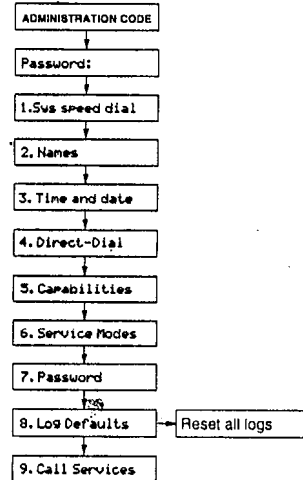 ADMINISTRATION CODE
Password:
1.Sys speed dial
2. Names
3. Time and date
4. Direct-Dial
5. Capabilities
6. Service Modes
7. Password
8. Log Defaults
Reset all logs
9. Call Services